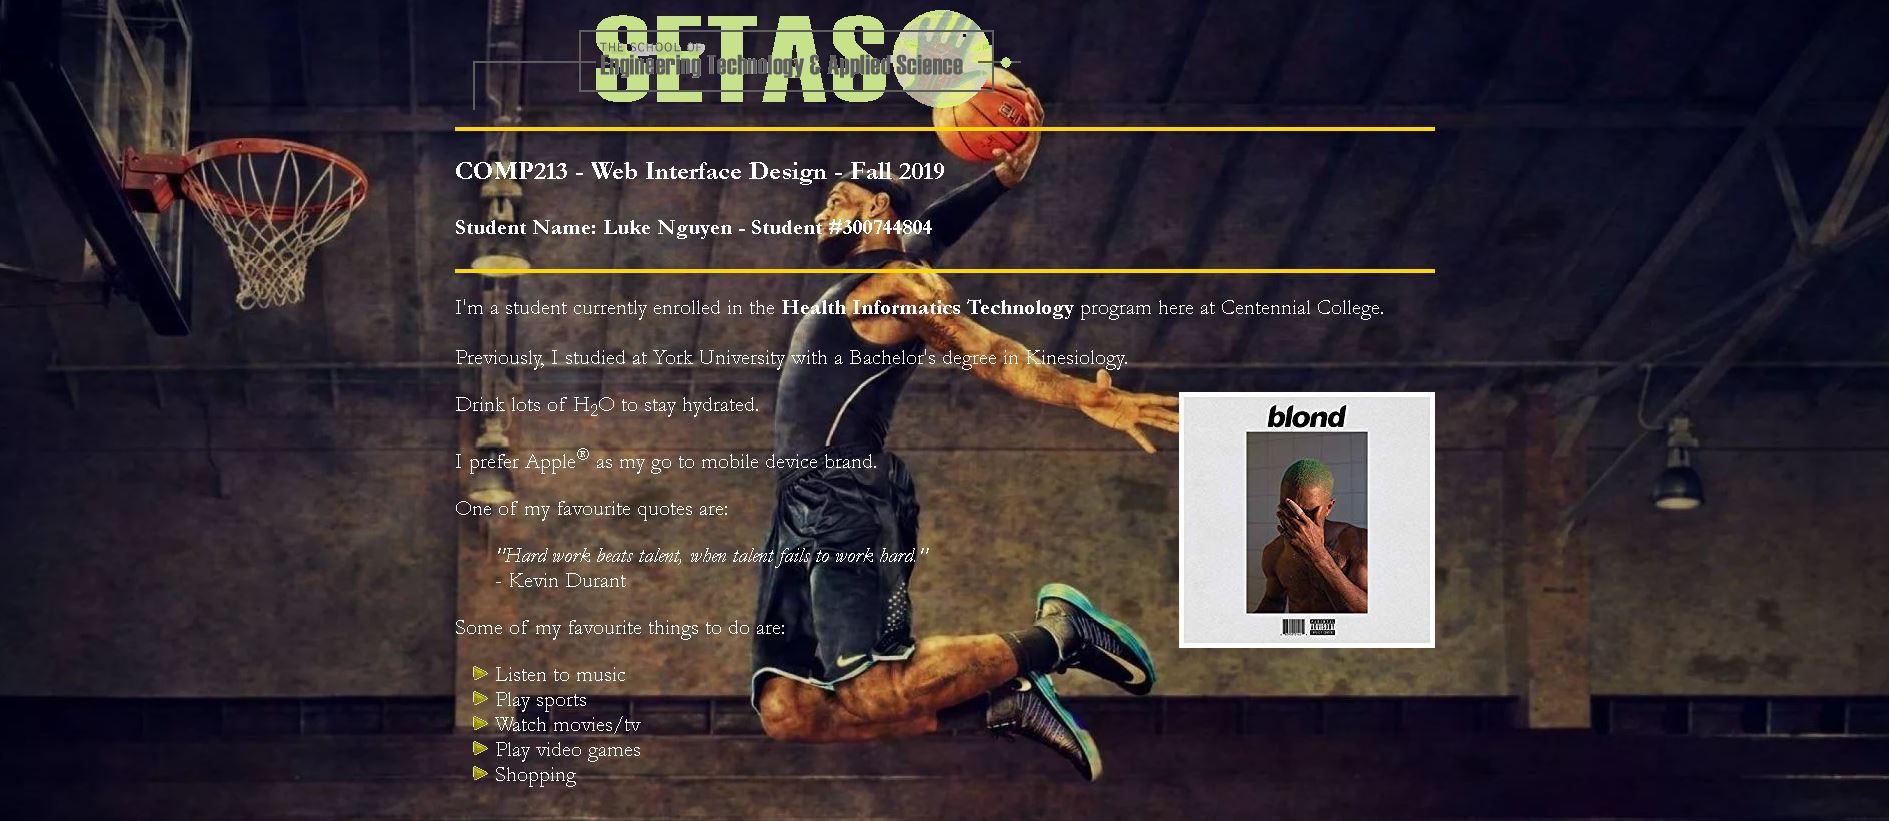 SETAS
THE SCHOOL OF
Engineering Technology & Applied Science
COMP213 - Web Interface Design - Fall 2019
Student Name: Luke Nguyen - Student #300744804
I'm a student currently enrolled in the Health Informatics Technology program here at Centennial College.
Previously, I studied at York University with a Bachelor's degree in Kinesiology.
Drink lots of H₂O to stay hydrated.
I prefer Apple® as my go to mobile device brand.
One of my favourite quotes are:
"Hard work beats talent, when talent fails to work hard."
- Kevin Durant
Some of my favourite things to do are:
Listen to music
Play sports
Watch movies/tv
Play video games
Shopping
blond